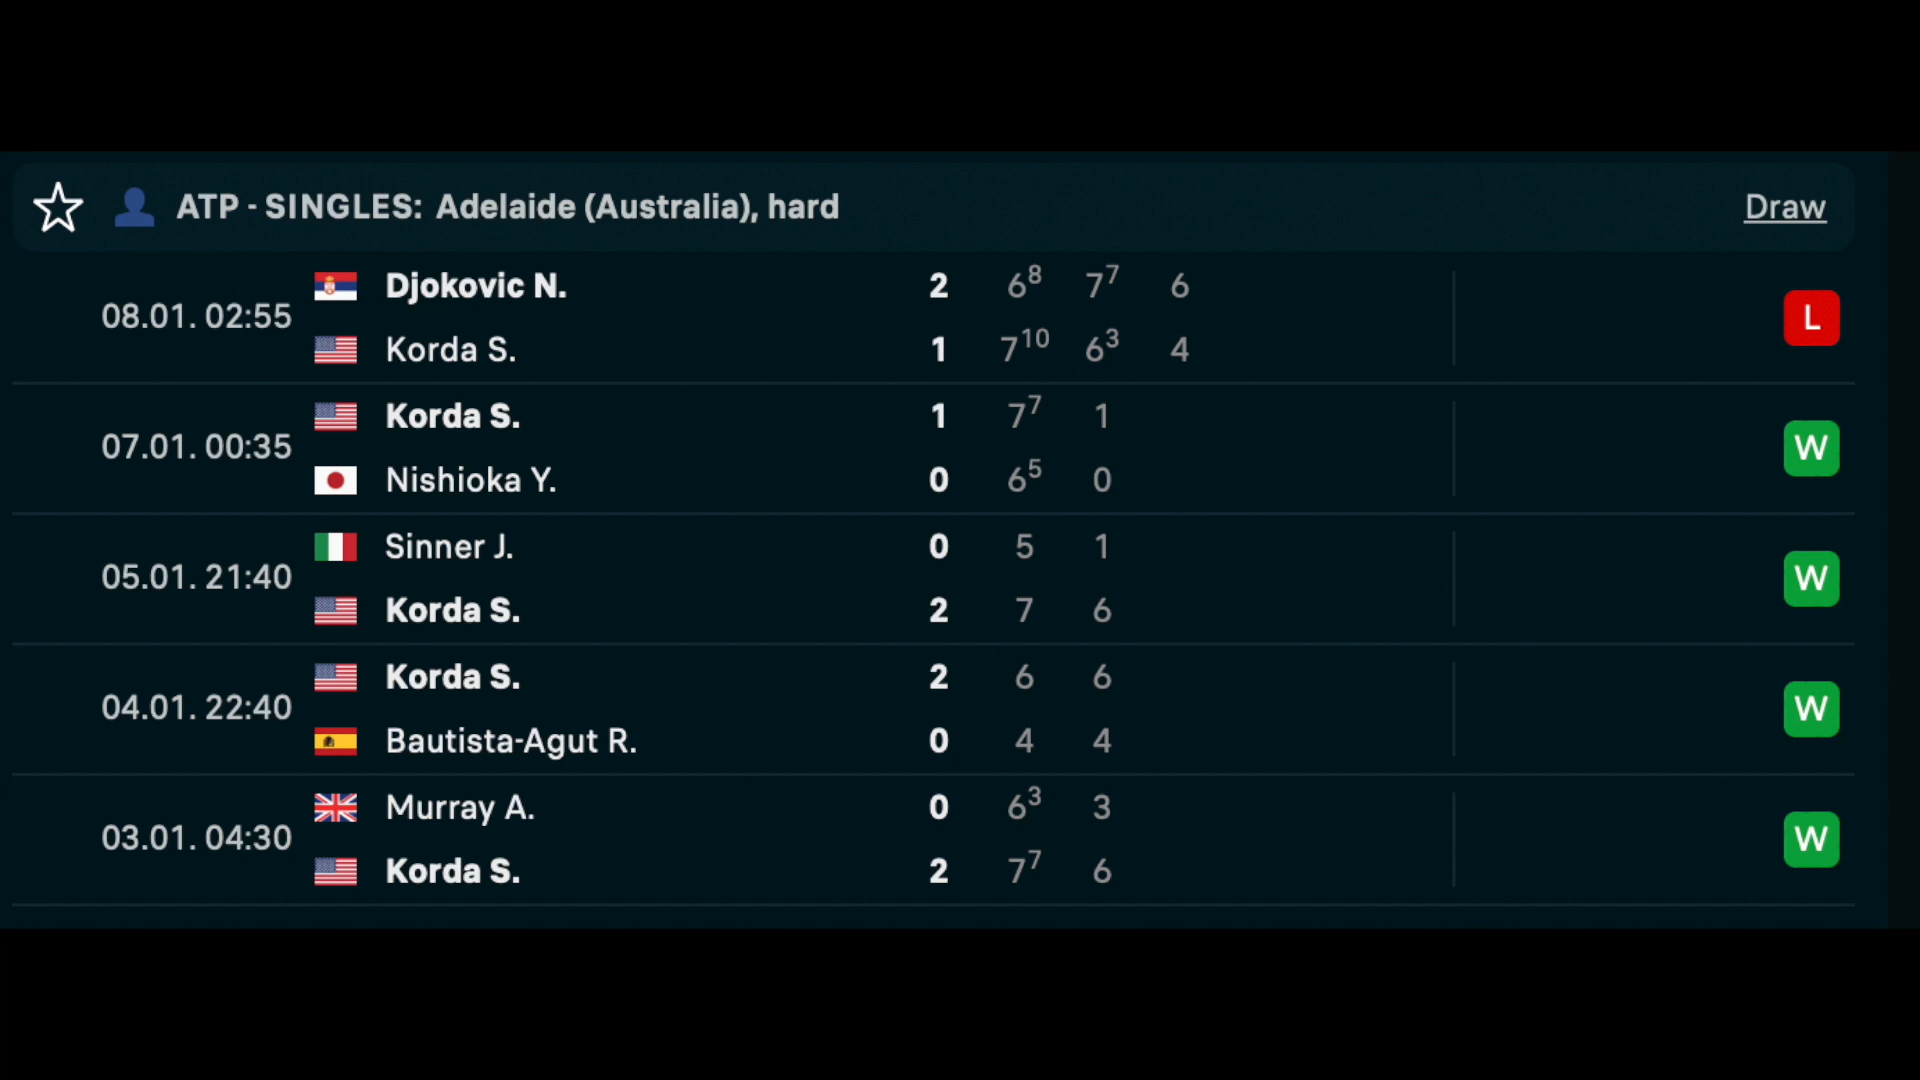 ATP - SINGLES: Adelaide (Australia), hard Draw
08.01. 02:55
Djokovic N. 2 6⁸ 7⁷ 6
Korda S. 1 7¹⁰ 6³ 4
L
07.01. 00:35
Korda S. 1 7⁷ 1
Nishioka Y. 0 6⁵ 0
W
05.01. 21:40
Sinner J. 0 5 1
Korda S. 2 7 6
W
04.01. 22:40
Korda S. 2 6 6
Bautista-Agut R. 0 4 4
W
03.01. 04:30
Murray A. 0 6³ 3
Korda S. 2 7⁷ 6
W